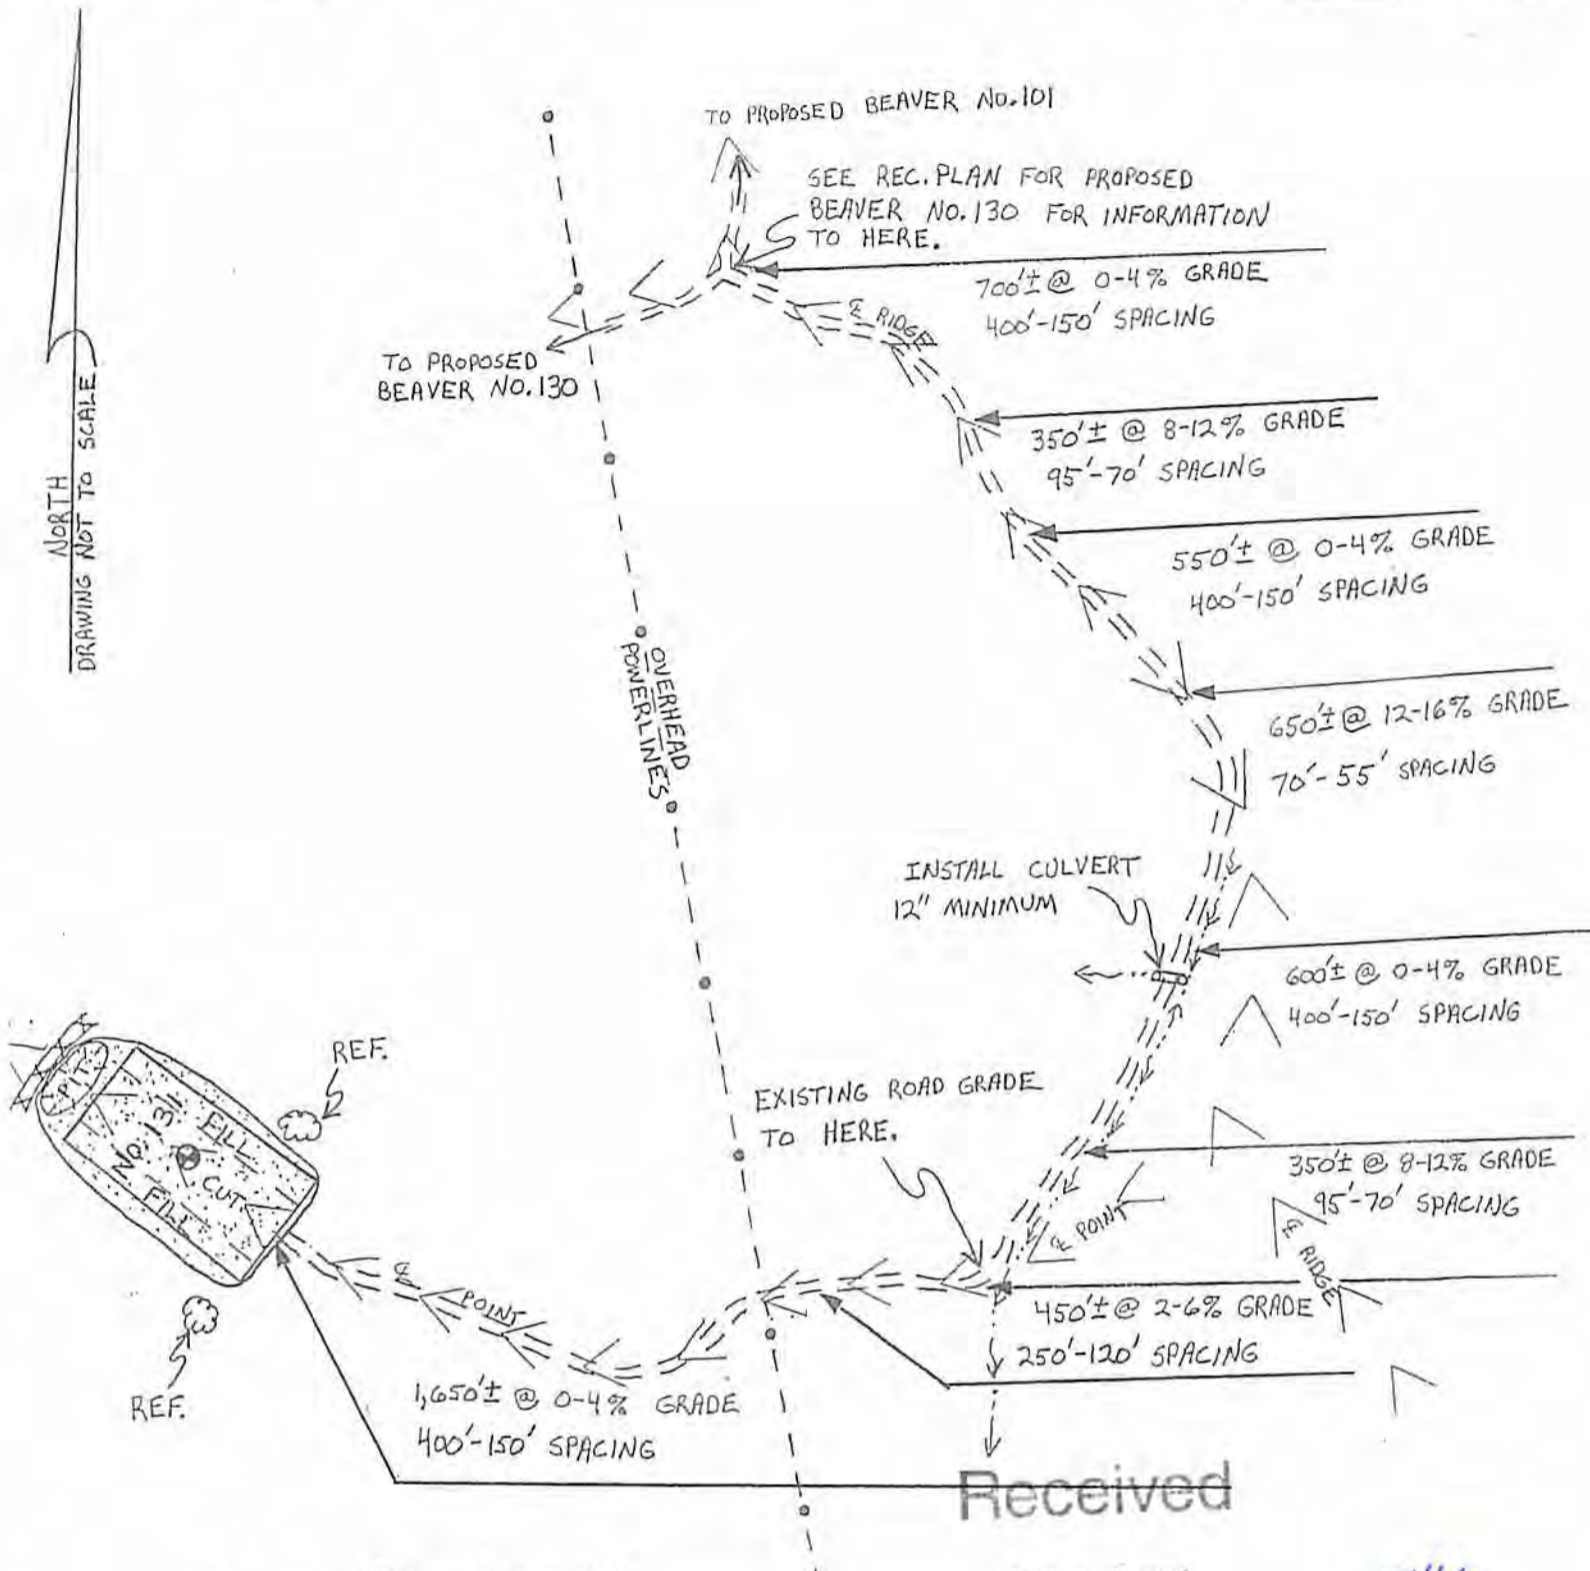 TO PROPOSED BEAVER NO.101
SEE REC. PLAN FOR PROPOSED
BEAVER NO.130 FOR INFORMATION
TO HERE.
700'± @ 0-4% GRADE
400'-150' SPACING
℄ RIDGE
TO PROPOSED
BEAVER NO.130
350'± @ 8-12% GRADE
95'-70' SPACING
NORTH
DRAWING NOT TO SCALE
550'± @ 0-4% GRADE
400'-150' SPACING
OVERHEAD
POWERLINES
650'± @ 12-16% GRADE
70'-55' SPACING
INSTALL CULVERT
12" MINIMUM
600'± @ 0-4% GRADE
400'-150' SPACING
REF.
EXISTING ROAD GRADE
TO HERE.
PIT
FILL
NO. 131
CUT
FILL
350'± @ 8-12% GRADE
95'-70' SPACING
℄ POINT
℄ RIDGE
℄ POINT
450'± @ 2-6% GRADE
250'-120' SPACING
REF.
1,650'± @ 0-4% GRADE
400'-150' SPACING
Received